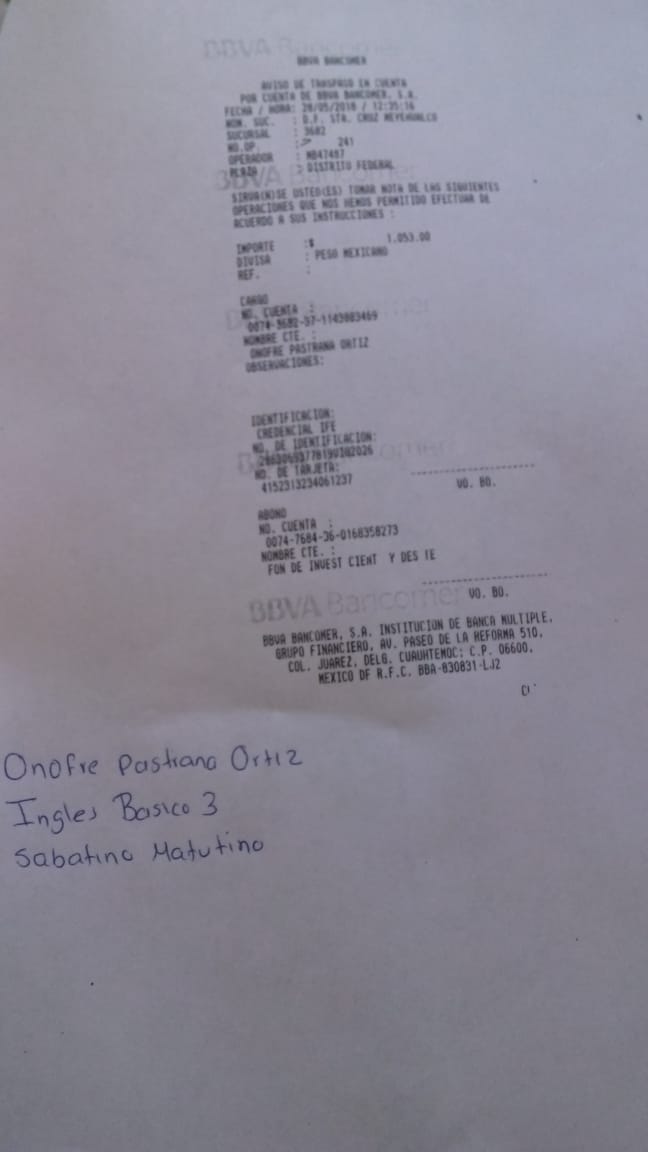 BBVA Bancomer
BBVA BANCOMER
AVISO DE TRASPASO EN CUENTA
POR CUENTA DE BBVA BANCOMER, S.A.
FECHA / HORA: 28/05/2018 / 12:35:16
NOM. SUC. : D.F. STA. CRUZ MEYEHUALCO
SUCURSAL : 3682
NO.OP. : 241
OPERADOR : MB47487
PLAZA : DISTRITO FEDERAL
BBVA Bancomer
SIRVA(N)SE USTED(ES) TOMAR NOTA DE LAS SIGUIENTES
OPERACIONES QUE NOS HEMOS PERMITIDO EFECTUAR DE
ACUERDO A SUS INSTRUCCIONES :
IMPORTE :$ 1,053.00
DIVISA : PESO MEXICANO
REF. :
CARGO
NO. CUENTA :
0074-3682-37-1143883469
NOMBRE CTE. :
ONOFRE PASTRANA ORTIZ
OBSERVACIONES:
IDENTIFICACION:
CREDENCIAL IFE
NO. DE IDENTIFICACION:
NO. DE TARJETA:
4152313234061237
VO. BO.
ABONO
NO. CUENTA :
0074-7684-36-0168358273
NOMBRE CTE. :
FON DE INVEST CIENT Y DES TE
VO. BO.
BBVA Bancomer
BBVA BANCOMER, S.A. INSTITUCION DE BANCA MULTIPLE,
GRUPO FINANCIERO, AV. PASEO DE LA REFORMA 510,
COL. JUAREZ, DELG. CUAUHTEMOC; C.P. 06600,
MEXICO DF R.F.C. BBA-830831-LJ2
Onofre Pastrana Ortiz
Ingles Basico 3
Sabatino Matutino